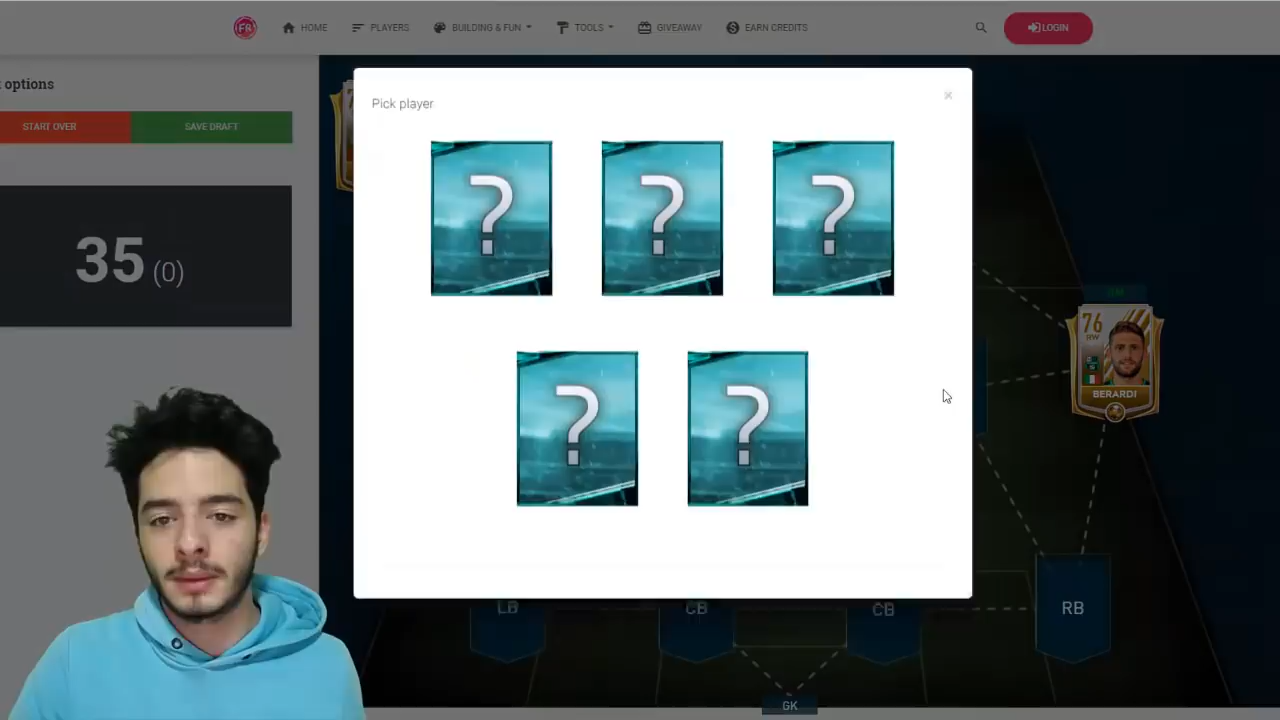 FR HOME PLAYERS BUILDING & FUN TOOLS GIVEAWAY EARN CREDITS LOGIN
options
START OVER SAVE DRAFT
35 (0)
Pick player
×
? ? ?
? ?
76
RW
BERARDI
LB CB CB RB
GK